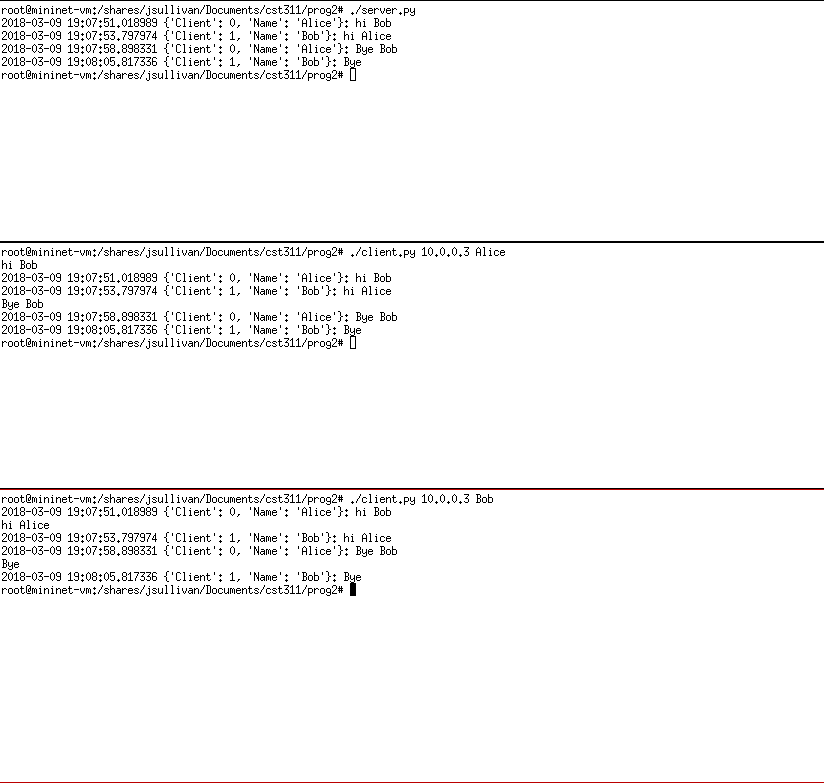 root@mininet-vm:/shares/jsullivan/Documents/cst311/prog2# ./server.py
2018-03-09 19:07:51.018989 {'Client': 0, 'Name': 'Alice'}: hi Bob
2018-03-09 19:07:53.797974 {'Client': 1, 'Name': 'Bob'}: hi Alice
2018-03-09 19:07:58.898331 {'Client': 0, 'Name': 'Alice'}: Bye Bob
2018-03-09 19:08:05.817336 {'Client': 1, 'Name': 'Bob'}: Bye
root@mininet-vm:/shares/jsullivan/Documents/cst311/prog2#
root@mininet-vm:/shares/jsullivan/Documents/cst311/prog2# ./client.py 10.0.0.3 Alice
hi Bob
2018-03-09 19:07:51.018989 {'Client': 0, 'Name': 'Alice'}: hi Bob
2018-03-09 19:07:53.797974 {'Client': 1, 'Name': 'Bob'}: hi Alice
Bye Bob
2018-03-09 19:07:58.898331 {'Client': 0, 'Name': 'Alice'}: Bye Bob
2018-03-09 19:08:05.817336 {'Client': 1, 'Name': 'Bob'}: Bye
root@mininet-vm:/shares/jsullivan/Documents/cst311/prog2#
root@mininet-vm:/shares/jsullivan/Documents/cst311/prog2# ./client.py 10.0.0.3 Bob
2018-03-09 19:07:51.018989 {'Client': 0, 'Name': 'Alice'}: hi Bob
hi Alice
2018-03-09 19:07:53.797974 {'Client': 1, 'Name': 'Bob'}: hi Alice
2018-03-09 19:07:58.898331 {'Client': 0, 'Name': 'Alice'}: Bye Bob
Bye
2018-03-09 19:08:05.817336 {'Client': 1, 'Name': 'Bob'}: Bye
root@mininet-vm:/shares/jsullivan/Documents/cst311/prog2#